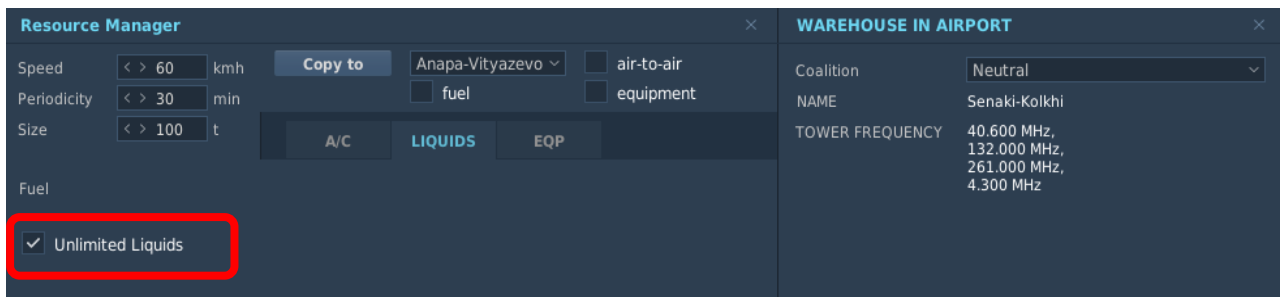 Resource Manager
Speed < > 60 kmh
Periodicity < > 30 min
Size < > 100 t
Copy to Anapa-Vityazevo air-to-air
fuel equipment
A/C LIQUIDS EQP
Fuel
Unlimited Liquids
WAREHOUSE IN AIRPORT
Coalition Neutral
NAME Senaki-Kolkhi
TOWER FREQUENCY 40.600 MHz,
132.000 MHz,
261.000 MHz,
4.300 MHz